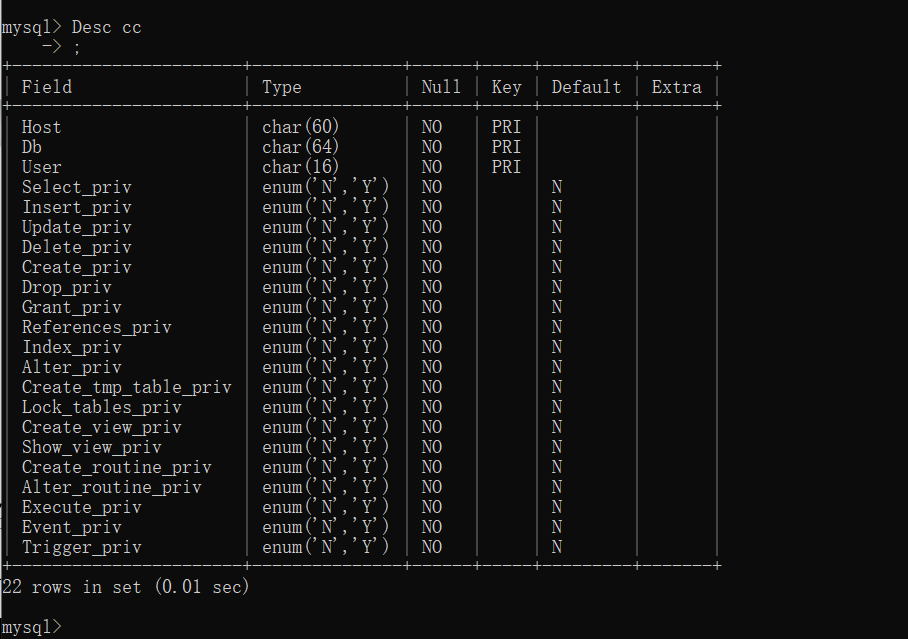 mysql> Desc cc
    -> ;
+-----------------------+---------------+------+-----+---------+-------+
| Field                 | Type          | Null | Key | Default | Extra |
+-----------------------+---------------+------+-----+---------+-------+
| Host                  | char(60)      | NO   | PRI |         |       |
| Db                    | char(64)      | NO   | PRI |         |       |
| User                  | char(16)      | NO   | PRI |         |       |
| Select_priv           | enum('N','Y') | NO   |     | N       |       |
| Insert_priv           | enum('N','Y') | NO   |     | N       |       |
| Update_priv           | enum('N','Y') | NO   |     | N       |       |
| Delete_priv           | enum('N','Y') | NO   |     | N       |       |
| Create_priv           | enum('N','Y') | NO   |     | N       |       |
| Drop_priv             | enum('N','Y') | NO   |     | N       |       |
| Grant_priv            | enum('N','Y') | NO   |     | N       |       |
| References_priv       | enum('N','Y') | NO   |     | N       |       |
| Index_priv            | enum('N','Y') | NO   |     | N       |       |
| Alter_priv            | enum('N','Y') | NO   |     | N       |       |
| Create_tmp_table_priv | enum('N','Y') | NO   |     | N       |       |
| Lock_tables_priv      | enum('N','Y') | NO   |     | N       |       |
| Create_view_priv      | enum('N','Y') | NO   |     | N       |       |
| Show_view_priv        | enum('N','Y') | NO   |     | N       |       |
| Create_routine_priv   | enum('N','Y') | NO   |     | N       |       |
| Alter_routine_priv    | enum('N','Y') | NO   |     | N       |       |
| Execute_priv          | enum('N','Y') | NO   |     | N       |       |
| Event_priv            | enum('N','Y') | NO   |     | N       |       |
| Trigger_priv          | enum('N','Y') | NO   |     | N       |       |
+-----------------------+---------------+------+-----+---------+-------+
22 rows in set (0.01 sec)
mysql>